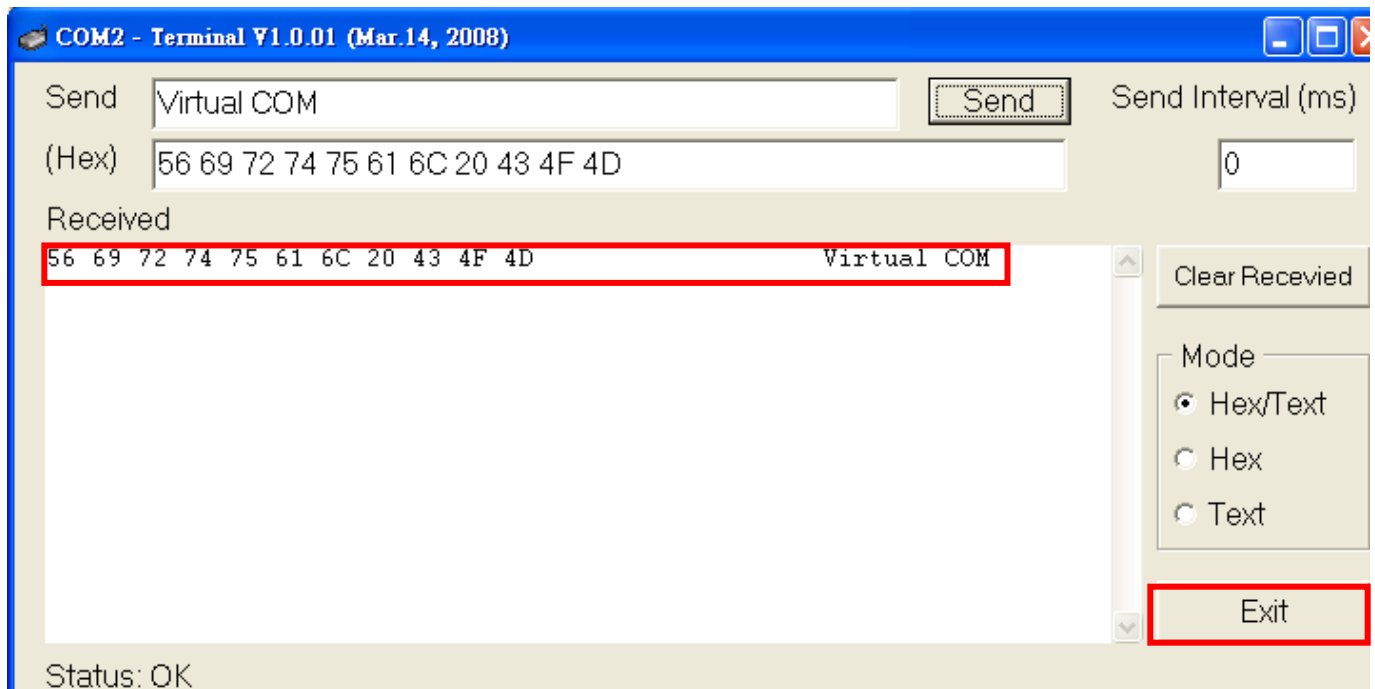 COM2 - Terminal V1.0.01 (Mar.14, 2008)
Send Virtual COM Send Send Interval (ms)
(Hex) 56 69 72 74 75 61 6C 20 43 4F 4D 0
Received
56 69 72 74 75 61 6C 20 43 4F 4D Virtual COM
Clear Recevied
Mode
Hex/Text
Hex
Text
Exit
Status: OK